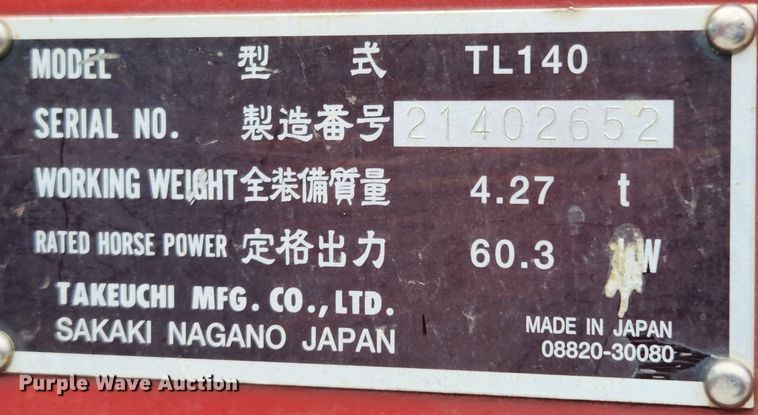 MODEL 型 式 TL140
SERIAL NO. 製造番号 21402652
WORKING WEIGHT 全装備質量 4.27 t
RATED HORSE POWER 定格出力 60.3 kW
TAKEUCHI MFG. CO., LTD.
SAKAKI NAGANO JAPAN
MADE IN JAPAN
08820-30080
Purple Wave Auction